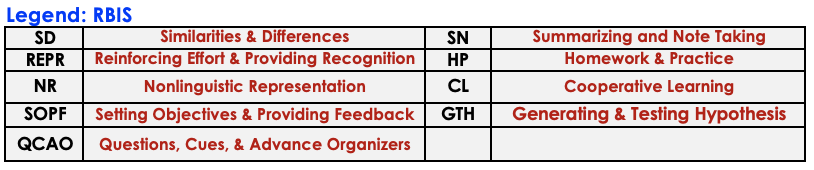 Legend: RBIS
SD Similarities & Differences SN Summarizing and Note Taking
REPR Reinforcing Effort & Providing Recognition HP Homework & Practice
NR Nonlinguistic Representation CL Cooperative Learning
SOPF Setting Objectives & Providing Feedback GTH Generating & Testing Hypothesis
QCAO Questions, Cues, & Advance Organizers